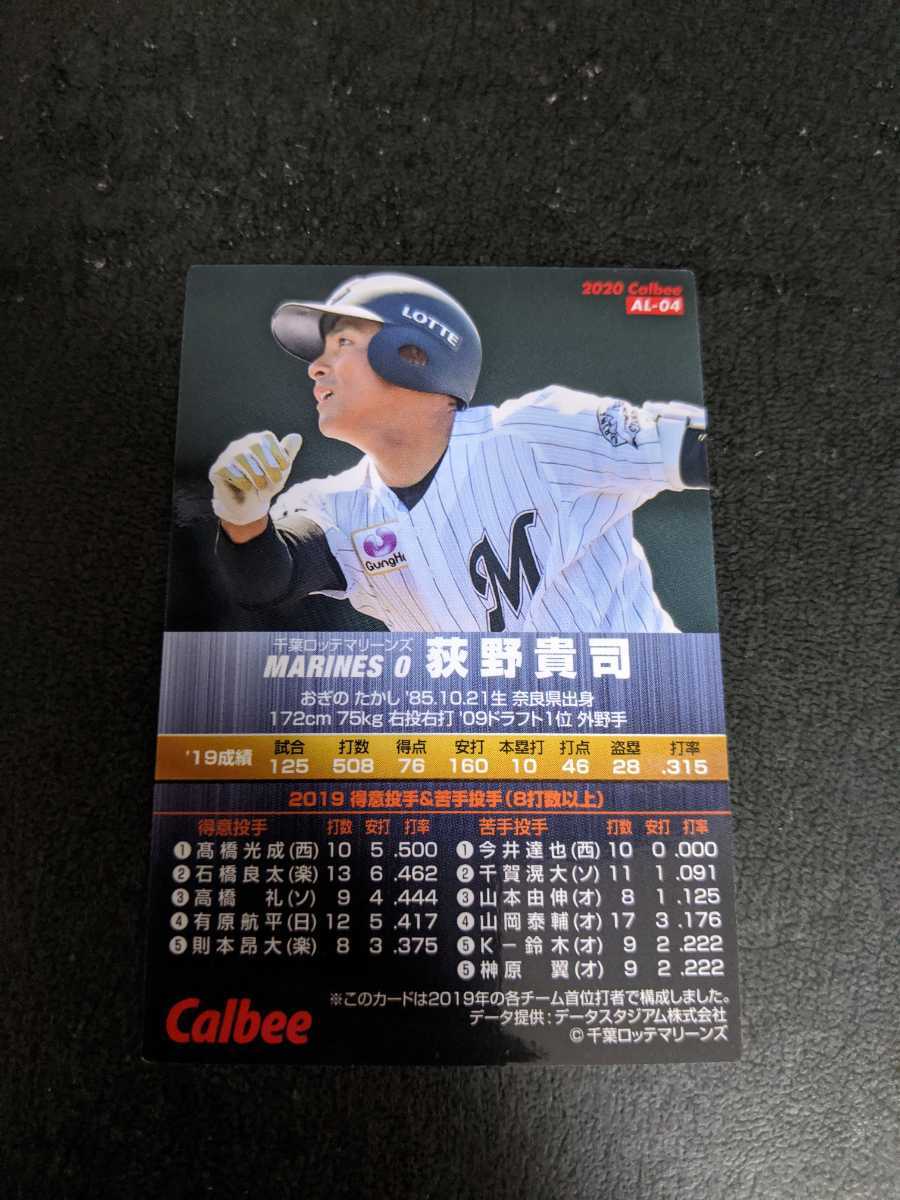 2020 Calbee
AL-04
LOTTE
GungHo
M
千葉ロッテマリーンズ
MARINES 0 荻野貴司
おぎの たかし '85.10.21生 奈良県出身
172cm 75kg 右投右打 '09ドラフト1位 外野手
'19成績 試合 打数 得点 安打 本塁打 打点 盗塁 打率
125 508 76 160 10 46 28 .315
2019 得意投手&苦手投手(8打数以上)
得意投手 打数 安打 打率
① 髙橋光成(西) 10 5 .500
② 石橋良太(楽) 13 6 .462
③ 高橋 礼(ソ) 9 4 .444
④ 有原航平(日) 12 5 .417
⑤ 則本昂大(楽) 8 3 .375
苦手投手 打数 安打 打率
① 今井達也(西) 10 0 .000
② 千賀滉大(ソ) 11 1 .091
③ 山本由伸(オ) 8 1 .125
④ 山岡泰輔(オ) 17 3 .176
⑤ K-鈴木(オ) 9 2 .222
⑤ 榊原 翼(オ) 9 2 .222
※このカードは2019年の各チーム首位打者で構成しました。
データ提供:データスタジアム株式会社
Calbee
©千葉ロッテマリーンズ